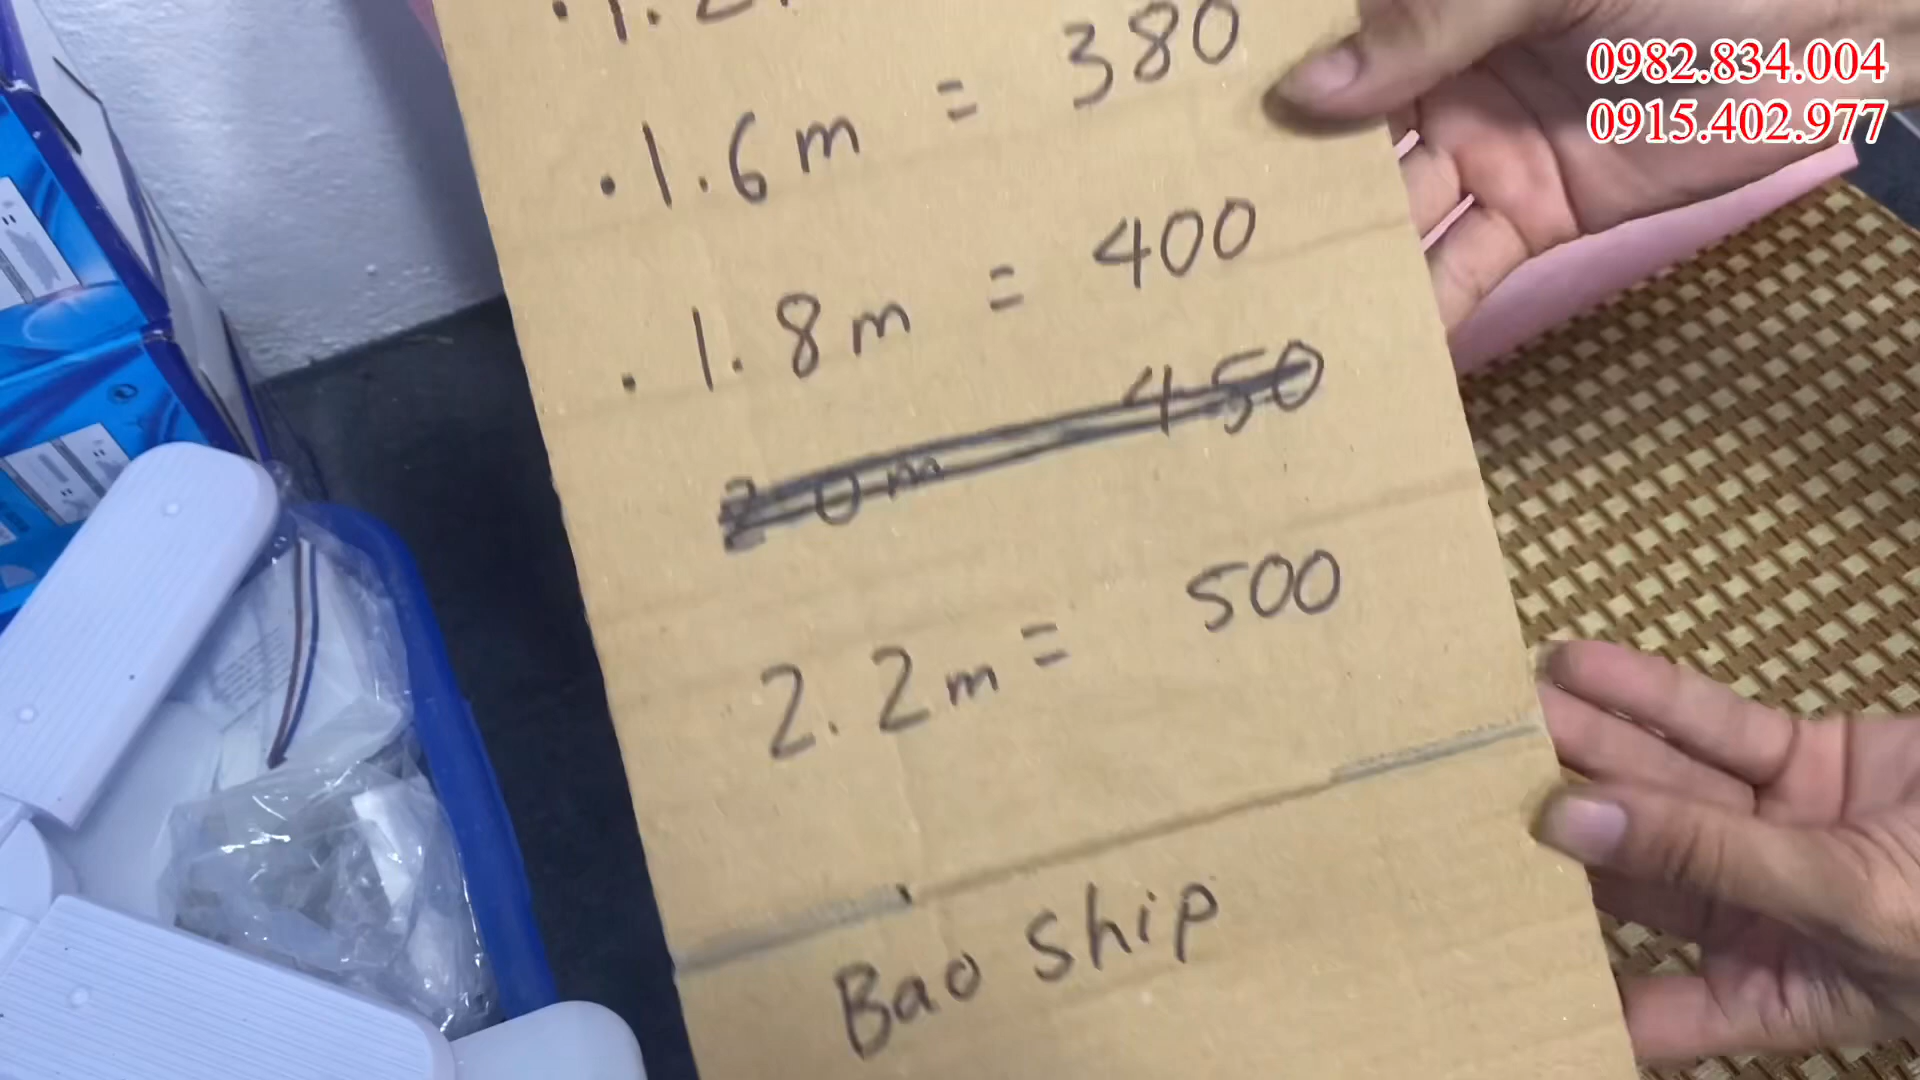 0982.834.004
0915.402.977
. 1.6m = 380
. 1.8m = 400
2.0m 450
2.2m = 500
Bao ship